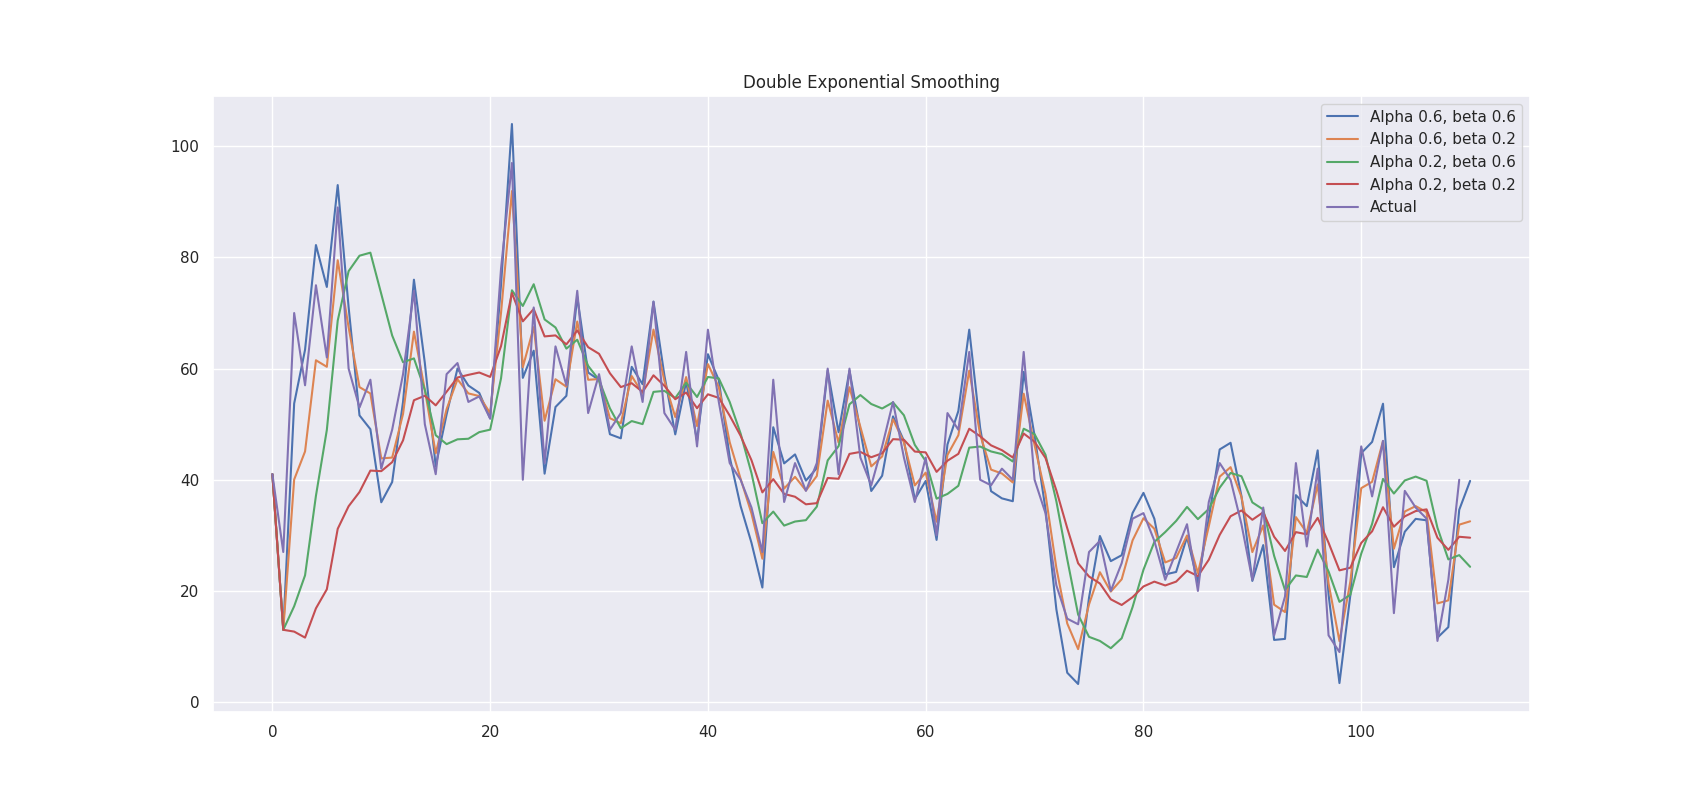 Double Exponential Smoothing
Alpha 0.6, beta 0.6
Alpha 0.6, beta 0.2
Alpha 0.2, beta 0.6
Alpha 0.2, beta 0.2
Actual
100
80
60
40
20
0
0 20 40 60 80 100